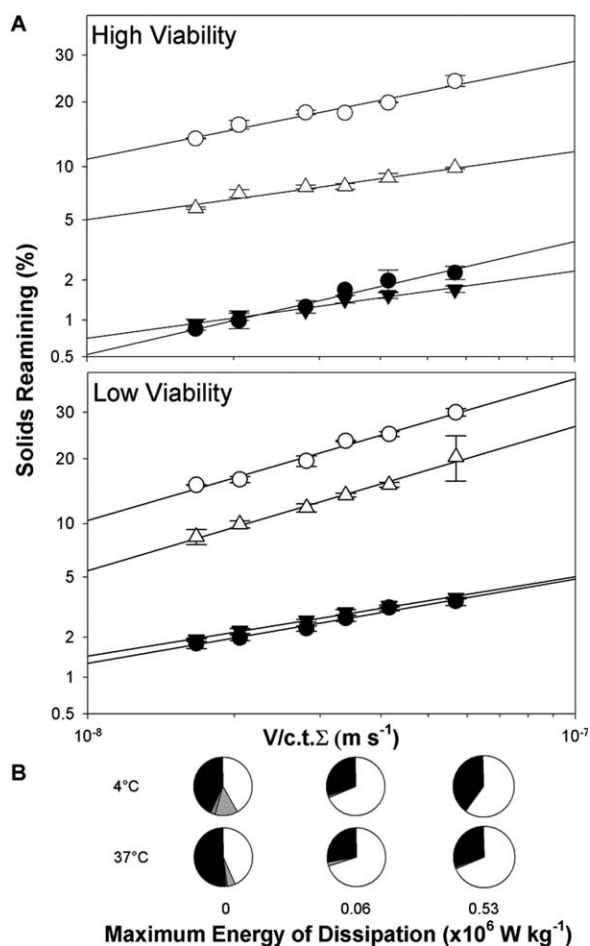 A
High Viability
30
20
10
5
2
1
0.5
Solids Reamining (%)
Low Viability
30
20
10
5
2
1
0.5
10-8
V/c.t.Σ (m s-1)
10-7
B
4°C
37°C
0
0.06
0.53
Maximum Energy of Dissipation (x10⁶ W kg⁻¹)